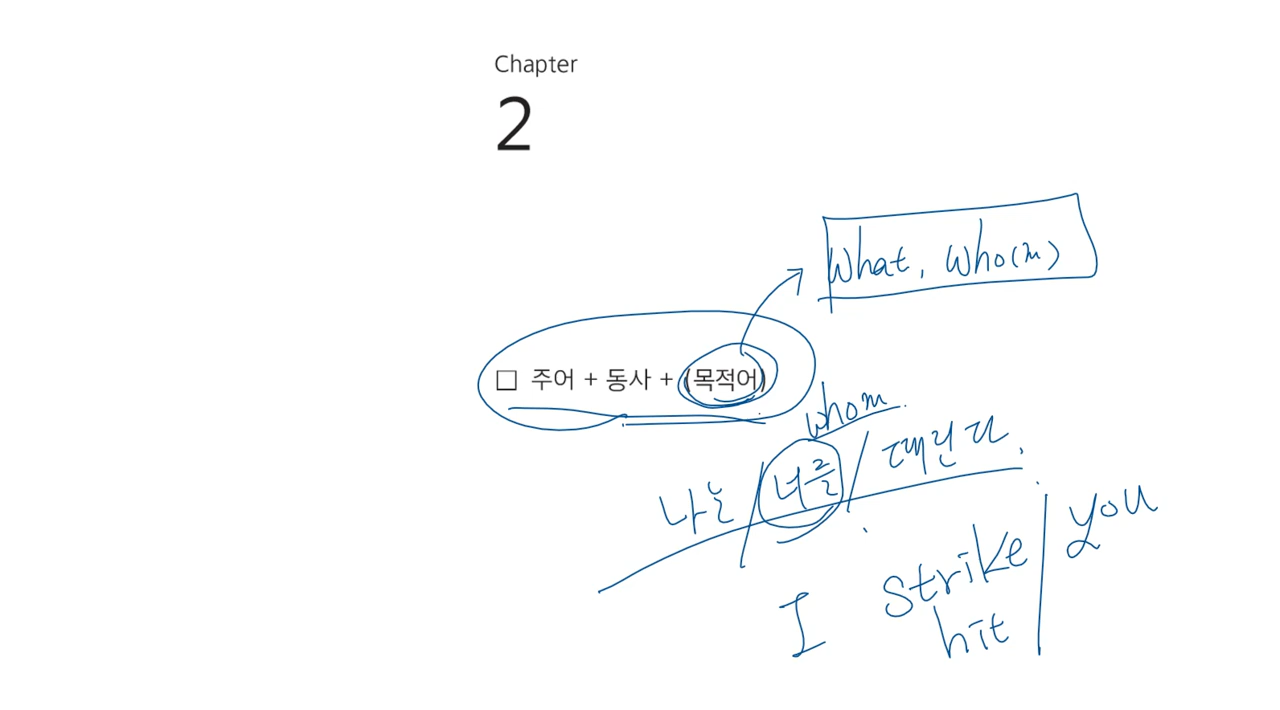 Chapter
2
What, Who(m)
□ 주어 + 동사 + (목적어)
whom
나는 / 너를 / 때린다.
I strike / you
hit